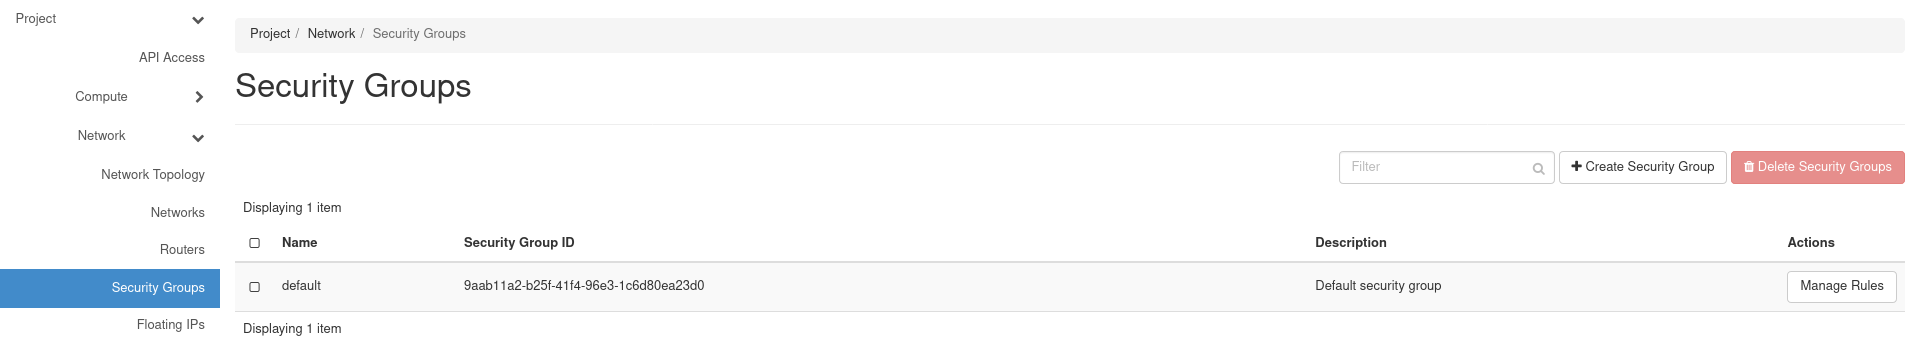 Project
API Access
Compute
Network
Network Topology
Networks
Routers
Security Groups
Floating IPs
Project / Network / Security Groups
Security Groups
Filter Create Security Group Delete Security Groups
Displaying 1 item
Name Security Group ID Description Actions
default 9aab11a2-b25f-41f4-96e3-1c6d80ea23d0 Default security group Manage Rules
Displaying 1 item